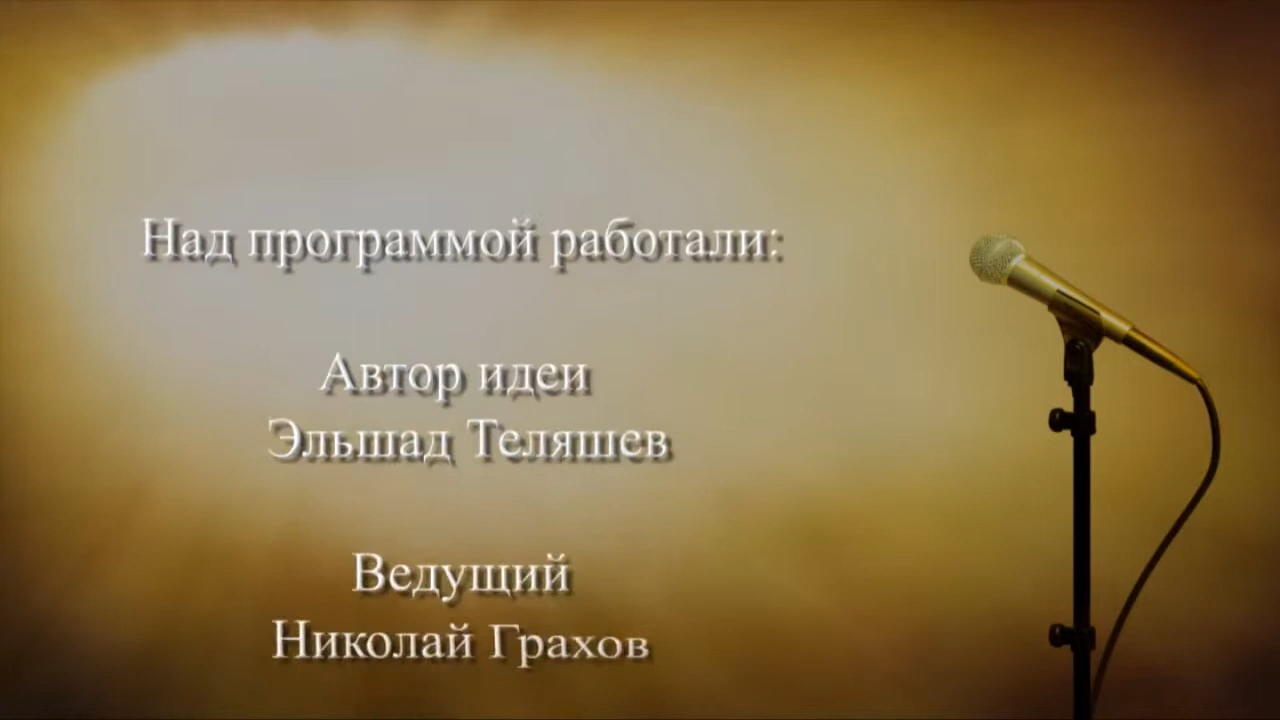 Над программой работали:
Автор идеи
Эльшад Теляшев
Ведущий
Николай Грахов